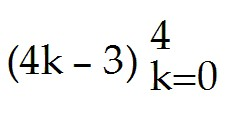 (4k – 3) 4
k=0